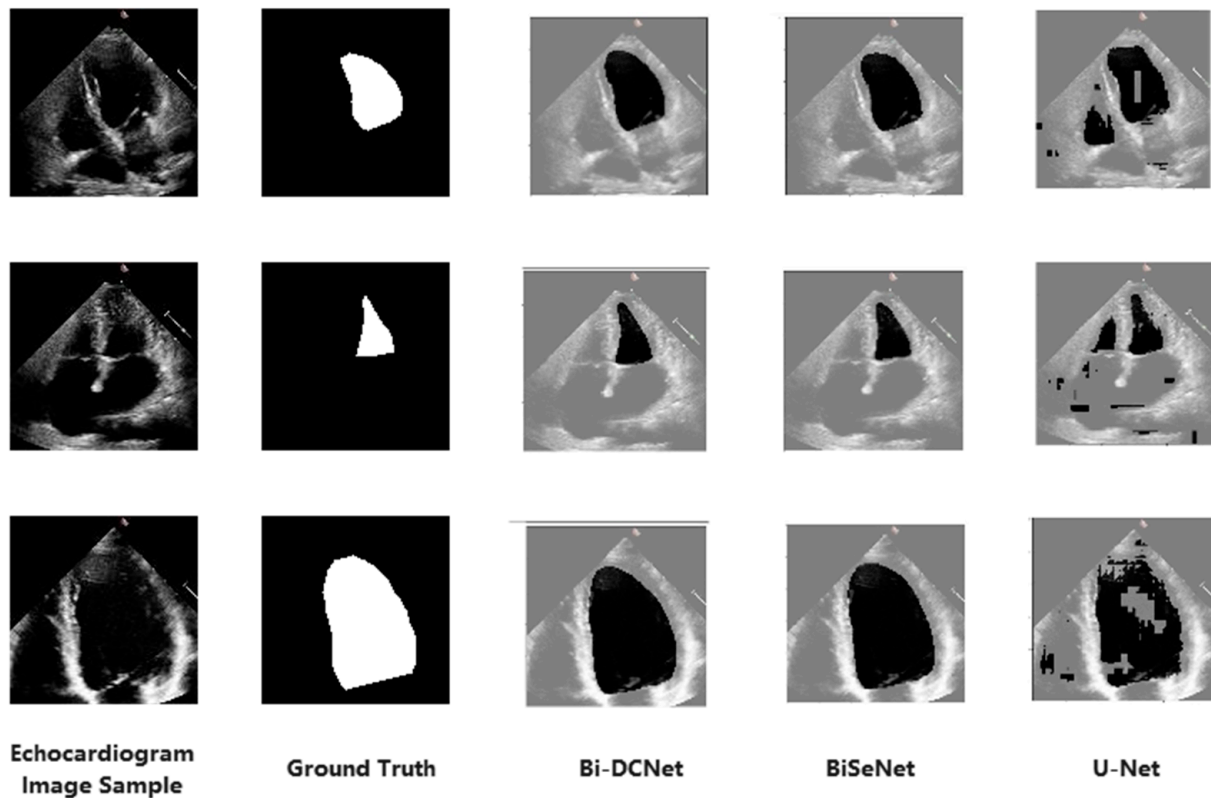 Echocardiogram
Image Sample
Ground Truth
Bi-DCNet
BiSeNet
U-Net